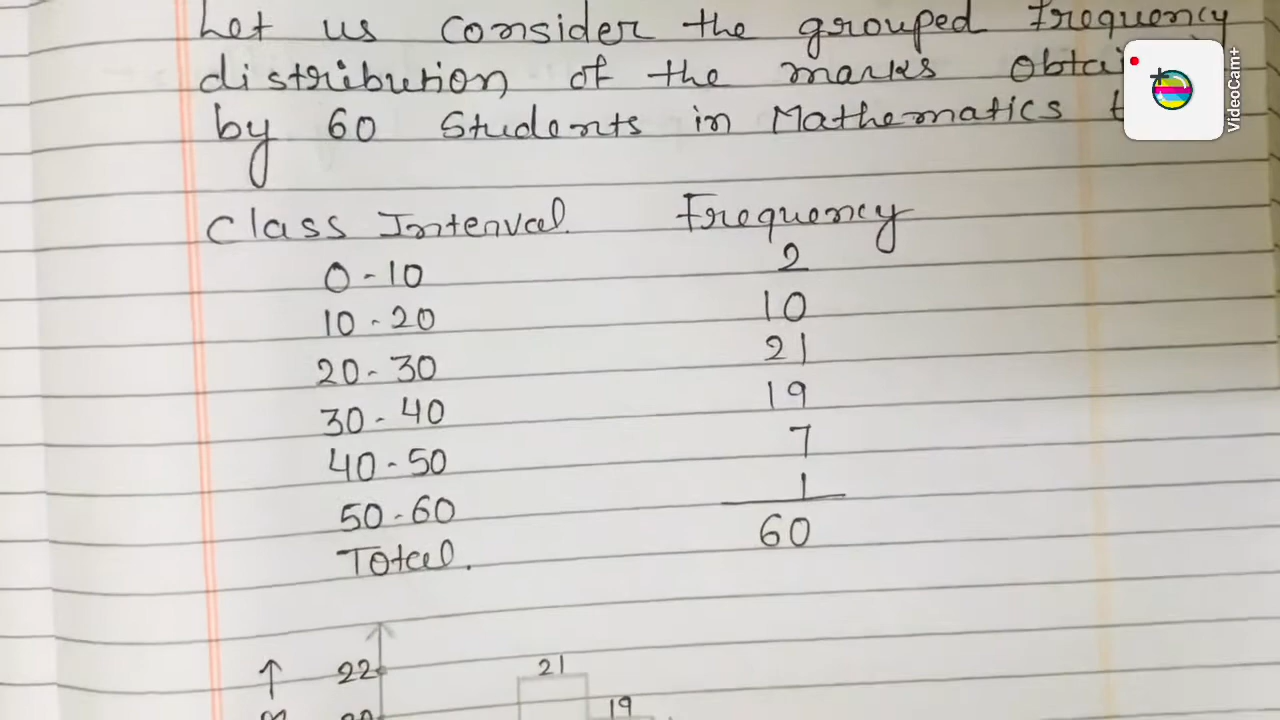 Let us consider the grouped frequency
distribution of the marks
by 60 Students in Mathematics
Class Interval. Frequency
0-10 2
10-20 10
20-30 21
30-40 19
40-50 7
50-60 1
Total. 60
22 21
19
VideoCam+